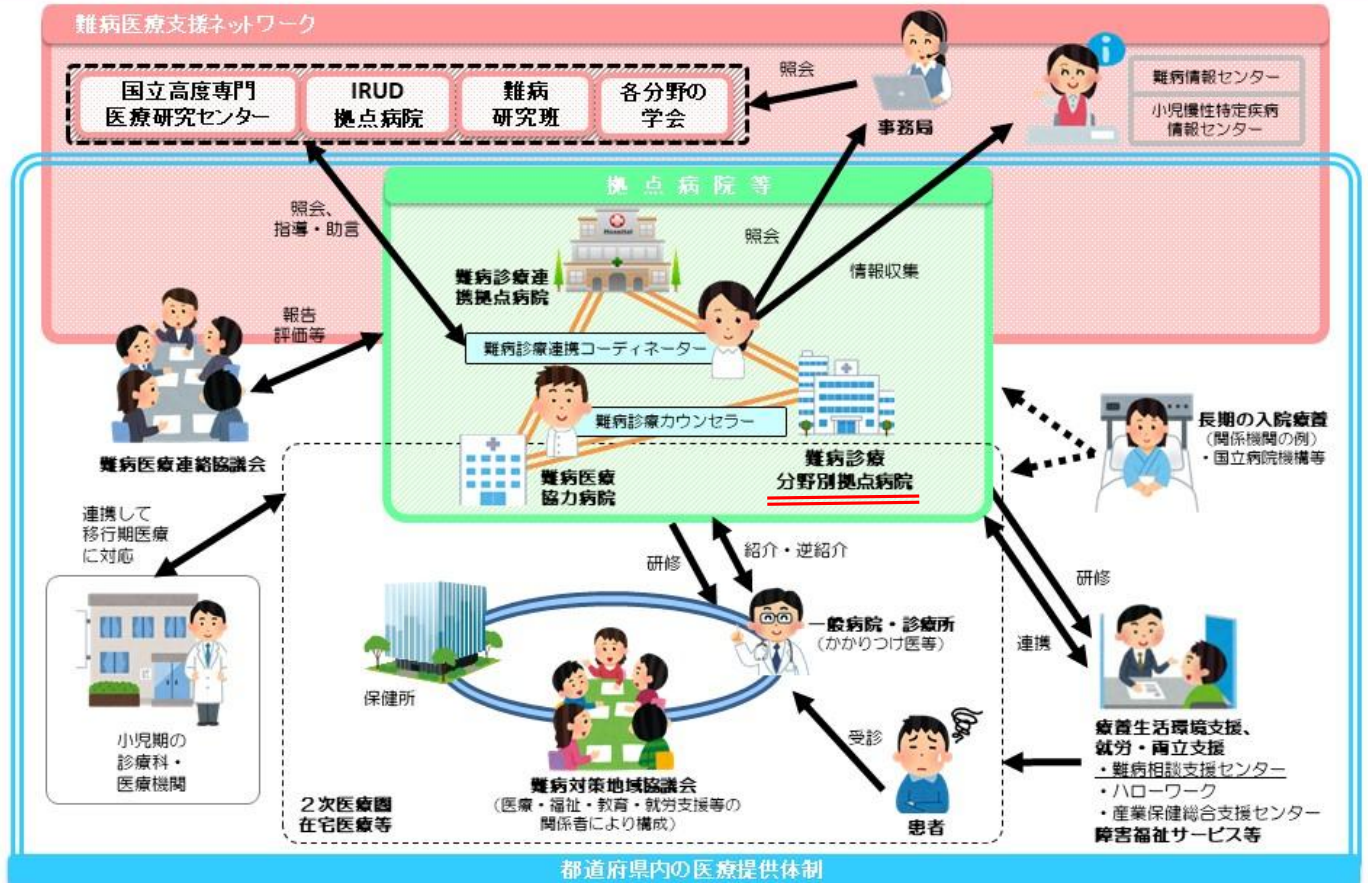 難病医療支援ネットワーク
国立高度専門
医療研究センター
IRUD
拠点病院
難病
研究班
各分野の
学会
照会
事務局
i
難病情報センター
小児慢性特定疾病
情報センター
拠点病院等
照会、
指導・助言
照会
情報収集
Hospital
難病診療連
携拠点病院
報告
評価等
難病診療連携コーディネーター
難病診療カウンセラー
難病医療連絡協議会
難病医療
協力病院
難病診療
分野別拠点病院
長期の入院療養
(関係機関の例)
・国立病院機構等
連携して
移行期医療
に対応
研修
紹介・逆紹介
研修
連携
一般病院・診療所
(かかりつけ医等)
保健所
小児期の
診療科・
医療機関
受診
難病対策地域協議会
(医療・福祉・教育・就労支援等の
関係者により構成)
2次医療圏
在宅医療等
患者
療養生活環境支援、
就労・両立支援
・難病相談支援センター
・ハローワーク
・産業保健総合支援センター
障害福祉サービス等
都道府県内の医療提供体制